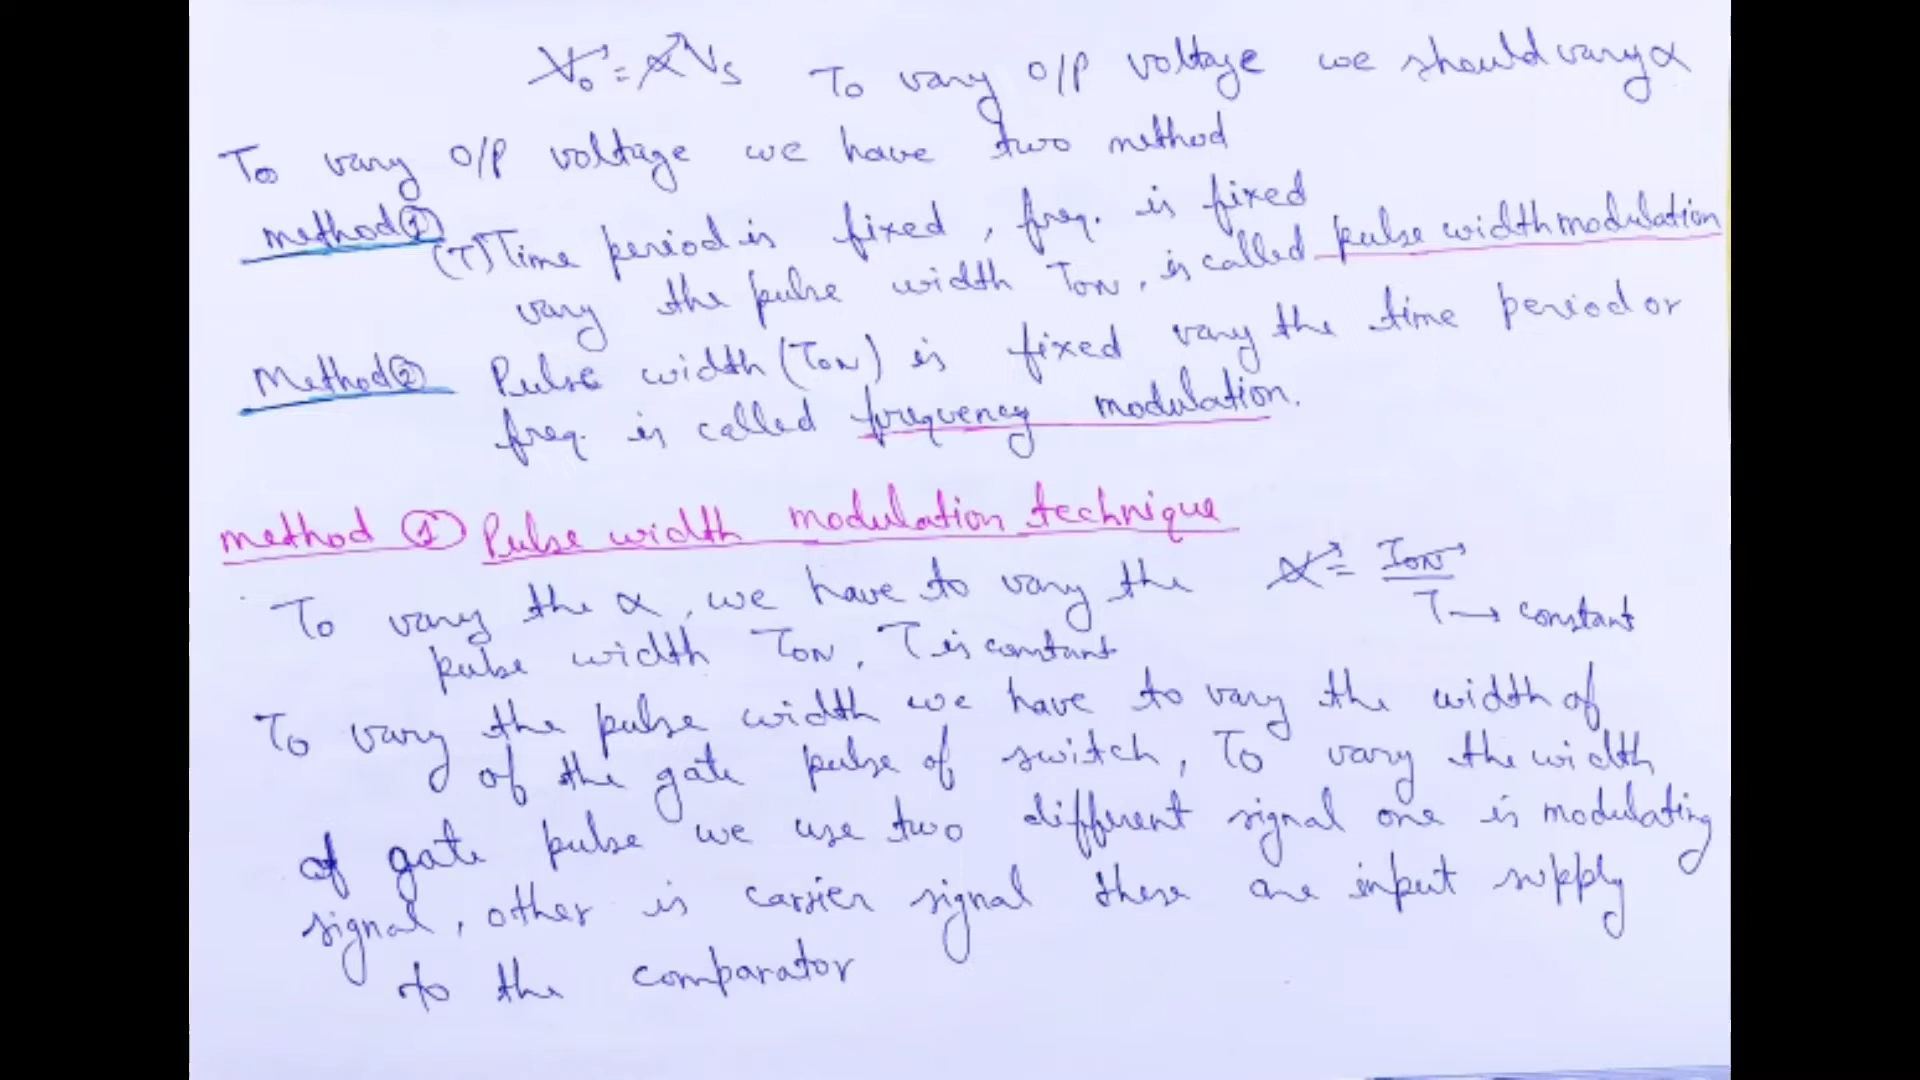 V₀ = αVs To vary O/P voltage we should vary α
To vary O/P voltage we have two method
method ① (T) Time period is fixed, freq. is fixed
vary the pulse width TON, is called pulse width modulation
Method ② Pulse width (TON) is fixed vary the time period or
freq. is called frequency modulation.
method ① Pulse width modulation technique
To vary the α, we have to vary the α = TON / T → constant
pulse width TON, T is constant
To vary the pulse width we have to vary the width of
of the gate pulse of switch, To vary the width
of gate pulse we use two different signal one is modulating
signal, other is carrier signal these are input supply
to the comparator